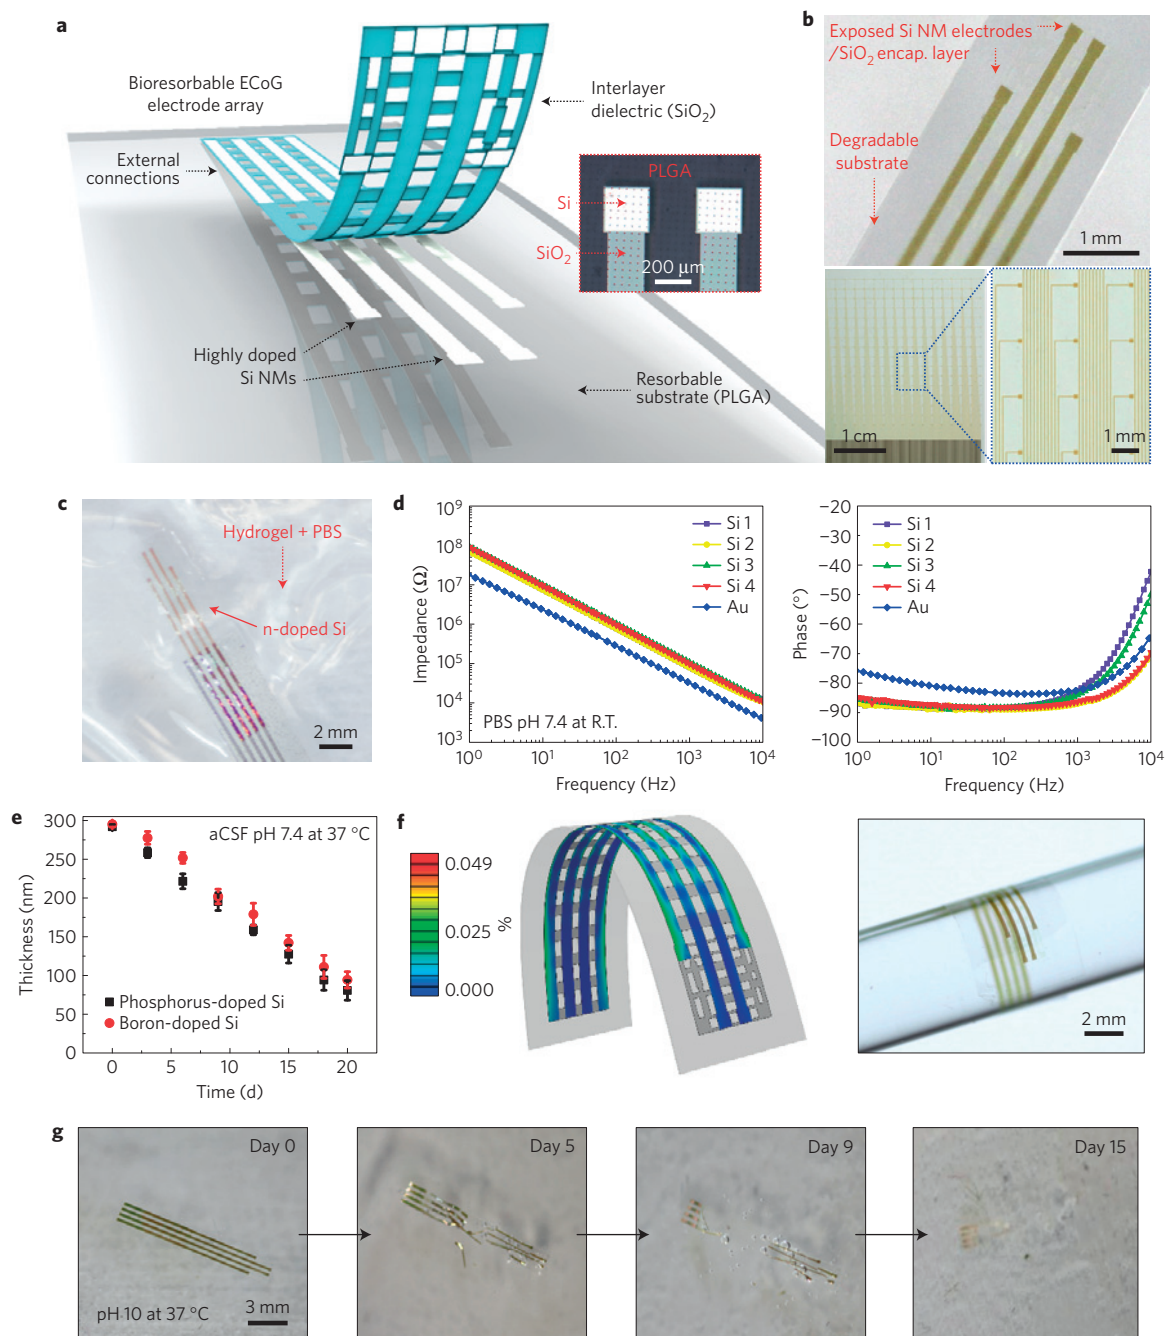 a
Bioresorbable ECoG
electrode array
External
connections
Interlayer
dielectric (SiO₂)
PLGA
Si
SiO₂
200 μm
Highly doped
Si NMs
Resorbable
substrate (PLGA)
b
Exposed Si NM electrodes
/SiO₂ encap. layer
Degradable
substrate
1 mm
1 cm
1 mm
c
Hydrogel + PBS
n-doped Si
2 mm
d
10⁹
10⁸
10⁷
10⁶
10⁵
10⁴
10³
Impedance (Ω)
Si 1
Si 2
Si 3
Si 4
Au
PBS pH 7.4 at R.T.
10⁰ 10¹ 10² 10³ 10⁴
Frequency (Hz)
−20
−30
−40
−50
−60
−70
−80
−90
−100
Phase (°)
Si 1
Si 2
Si 3
Si 4
Au
10⁰ 10¹ 10² 10³ 10⁴
Frequency (Hz)
e
300
250
200
150
100
50
0
Thickness (nm)
aCSF pH 7.4 at 37 °C
Phosphorus-doped Si
Boron-doped Si
0 5 10 15 20
Time (d)
f
0.049
0.025
0.000
%
2 mm
g
Day 0
pH 10 at 37 °C
3 mm
Day 5
Day 9
Day 15